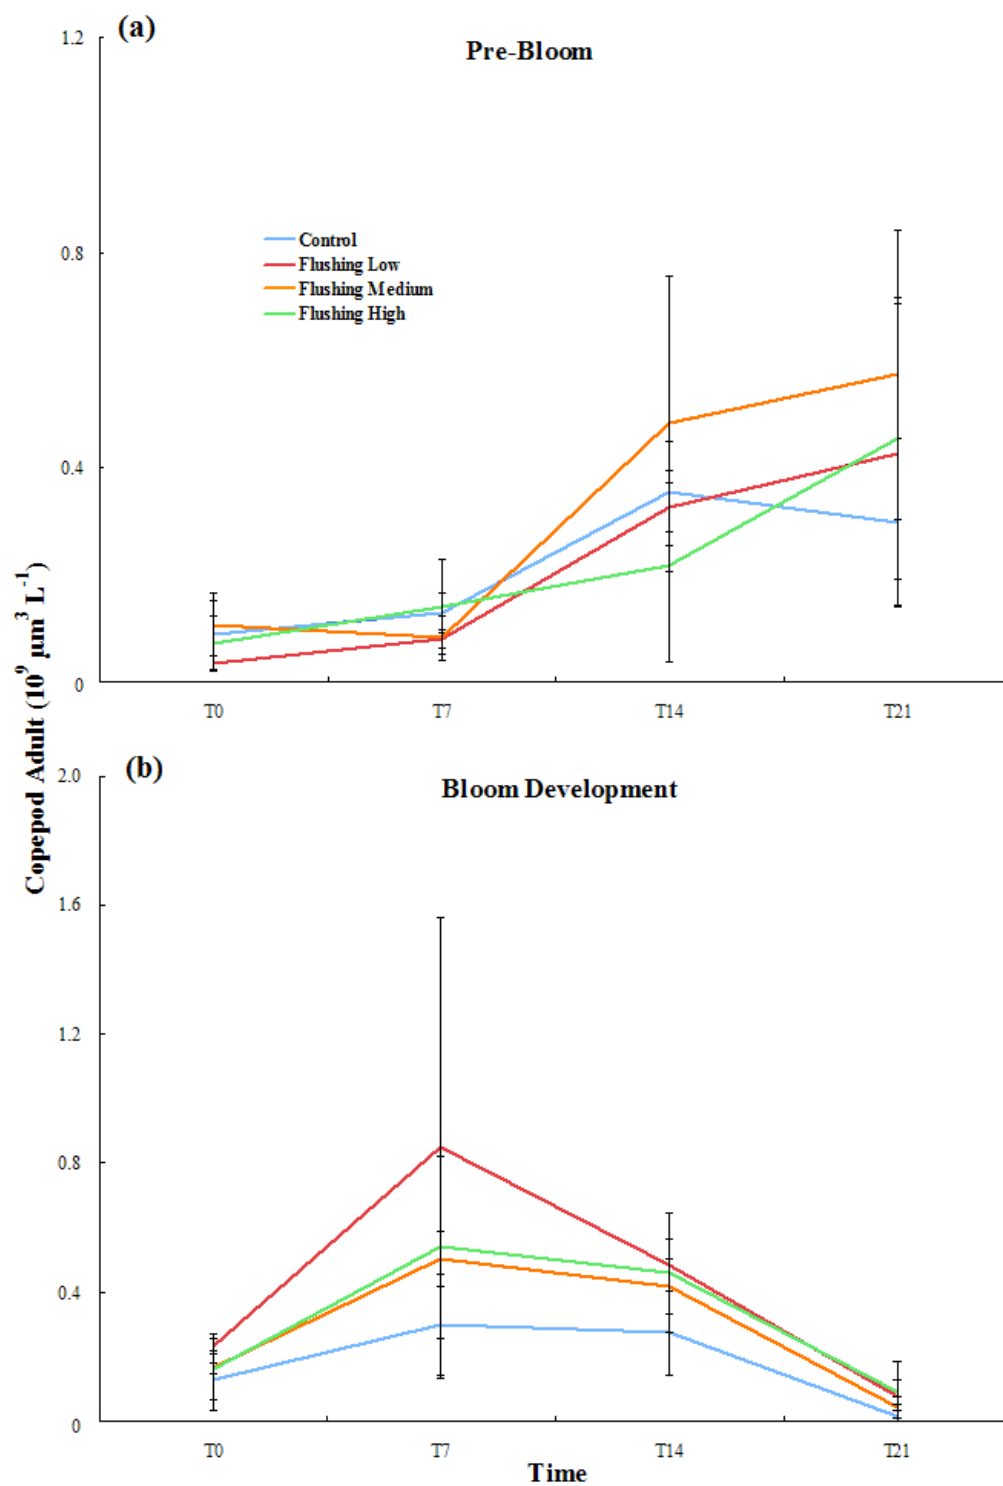 (a)
Pre-Bloom
1.2
0.8
0.4
0
Control
Flushing Low
Flushing Medium
Flushing High
T0 T7 T14 T21
Copepod Adult (10⁹ µm³ L⁻¹)
(b)
Bloom Development
2.0
1.6
1.2
0.8
0.4
0
T0 T7 T14 T21
Time